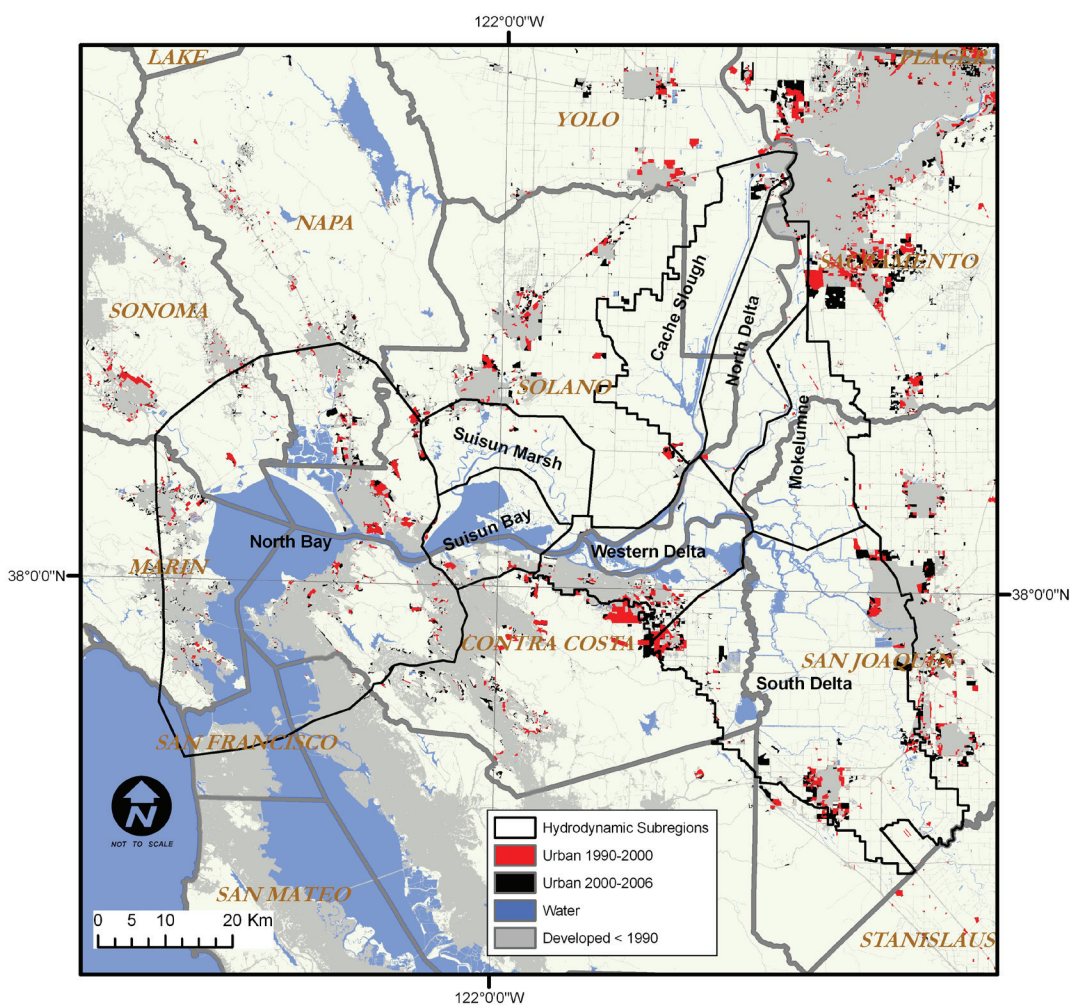 122°0'0"W
LAKE
PLACER
YOLO
NAPA
SACRAMENTO
SONOMA
Cache Slough
North Delta
SOLANO
Mokelumne
Suisun Marsh
Suisun Bay
North Bay
Western Delta
MARIN
38°0'0"N
38°0'0"N
CONTRA COSTA
SAN JOAQUIN
South Delta
SAN FRANCISCO
N
NOT TO SCALE
Hydrodynamic Subregions
Urban 1990-2000
Urban 2000-2006
Water
Developed < 1990
SAN MATEO
0 5 10 20 Km
STANISLAUS
122°0'0"W